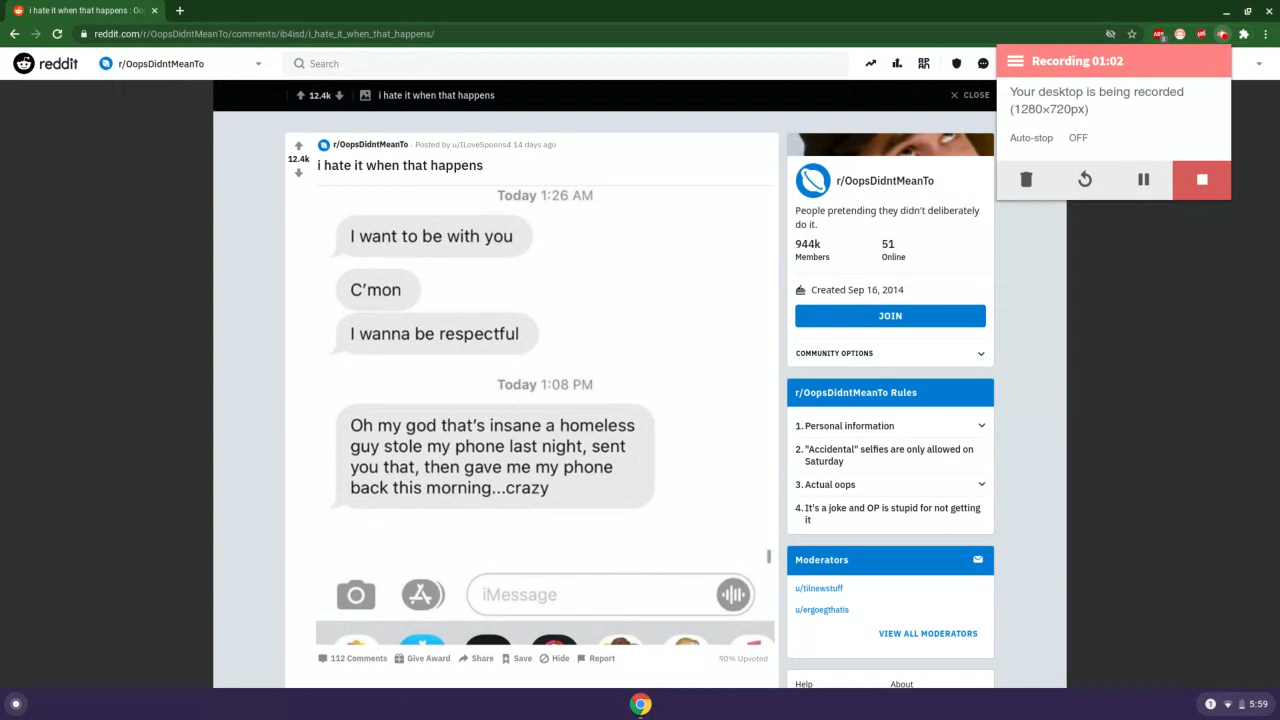 i hate it when that happens : Oo
reddit.com/r/OopsDidntMeanTo/comments/ib4isd/i_hate_it_when_that_happens/
reddit
r/OopsDidntMeanTo
Search
Recording 01:02
Your desktop is being recorded
(1280×720px)
Auto-stop OFF
12.4k
i hate it when that happens
CLOSE
r/OopsDidntMeanTo · Posted by u/ILoveSpoons4 14 days ago
12.4k
i hate it when that happens
Today 1:26 AM
I want to be with you
C'mon
I wanna be respectful
Today 1:08 PM
Oh my god that's insane a homeless
guy stole my phone last night, sent
you that, then gave me my phone
back this morning...crazy
iMessage
112 Comments
Give Award
Share
Save
Hide
Report
90% Upvoted
r/OopsDidntMeanTo
People pretending they didn't deliberately
do it.
944k 51
Members Online
Created Sep 16, 2014
JOIN
COMMUNITY OPTIONS
r/OopsDidntMeanTo Rules
1. Personal information
2. "Accidental" selfies are only allowed on
Saturday
3. Actual oops
4. It's a joke and OP is stupid for not getting
it
Moderators
u/tilnewstuff
u/ergoegthatis
VIEW ALL MODERATORS
Help About
1
5:59